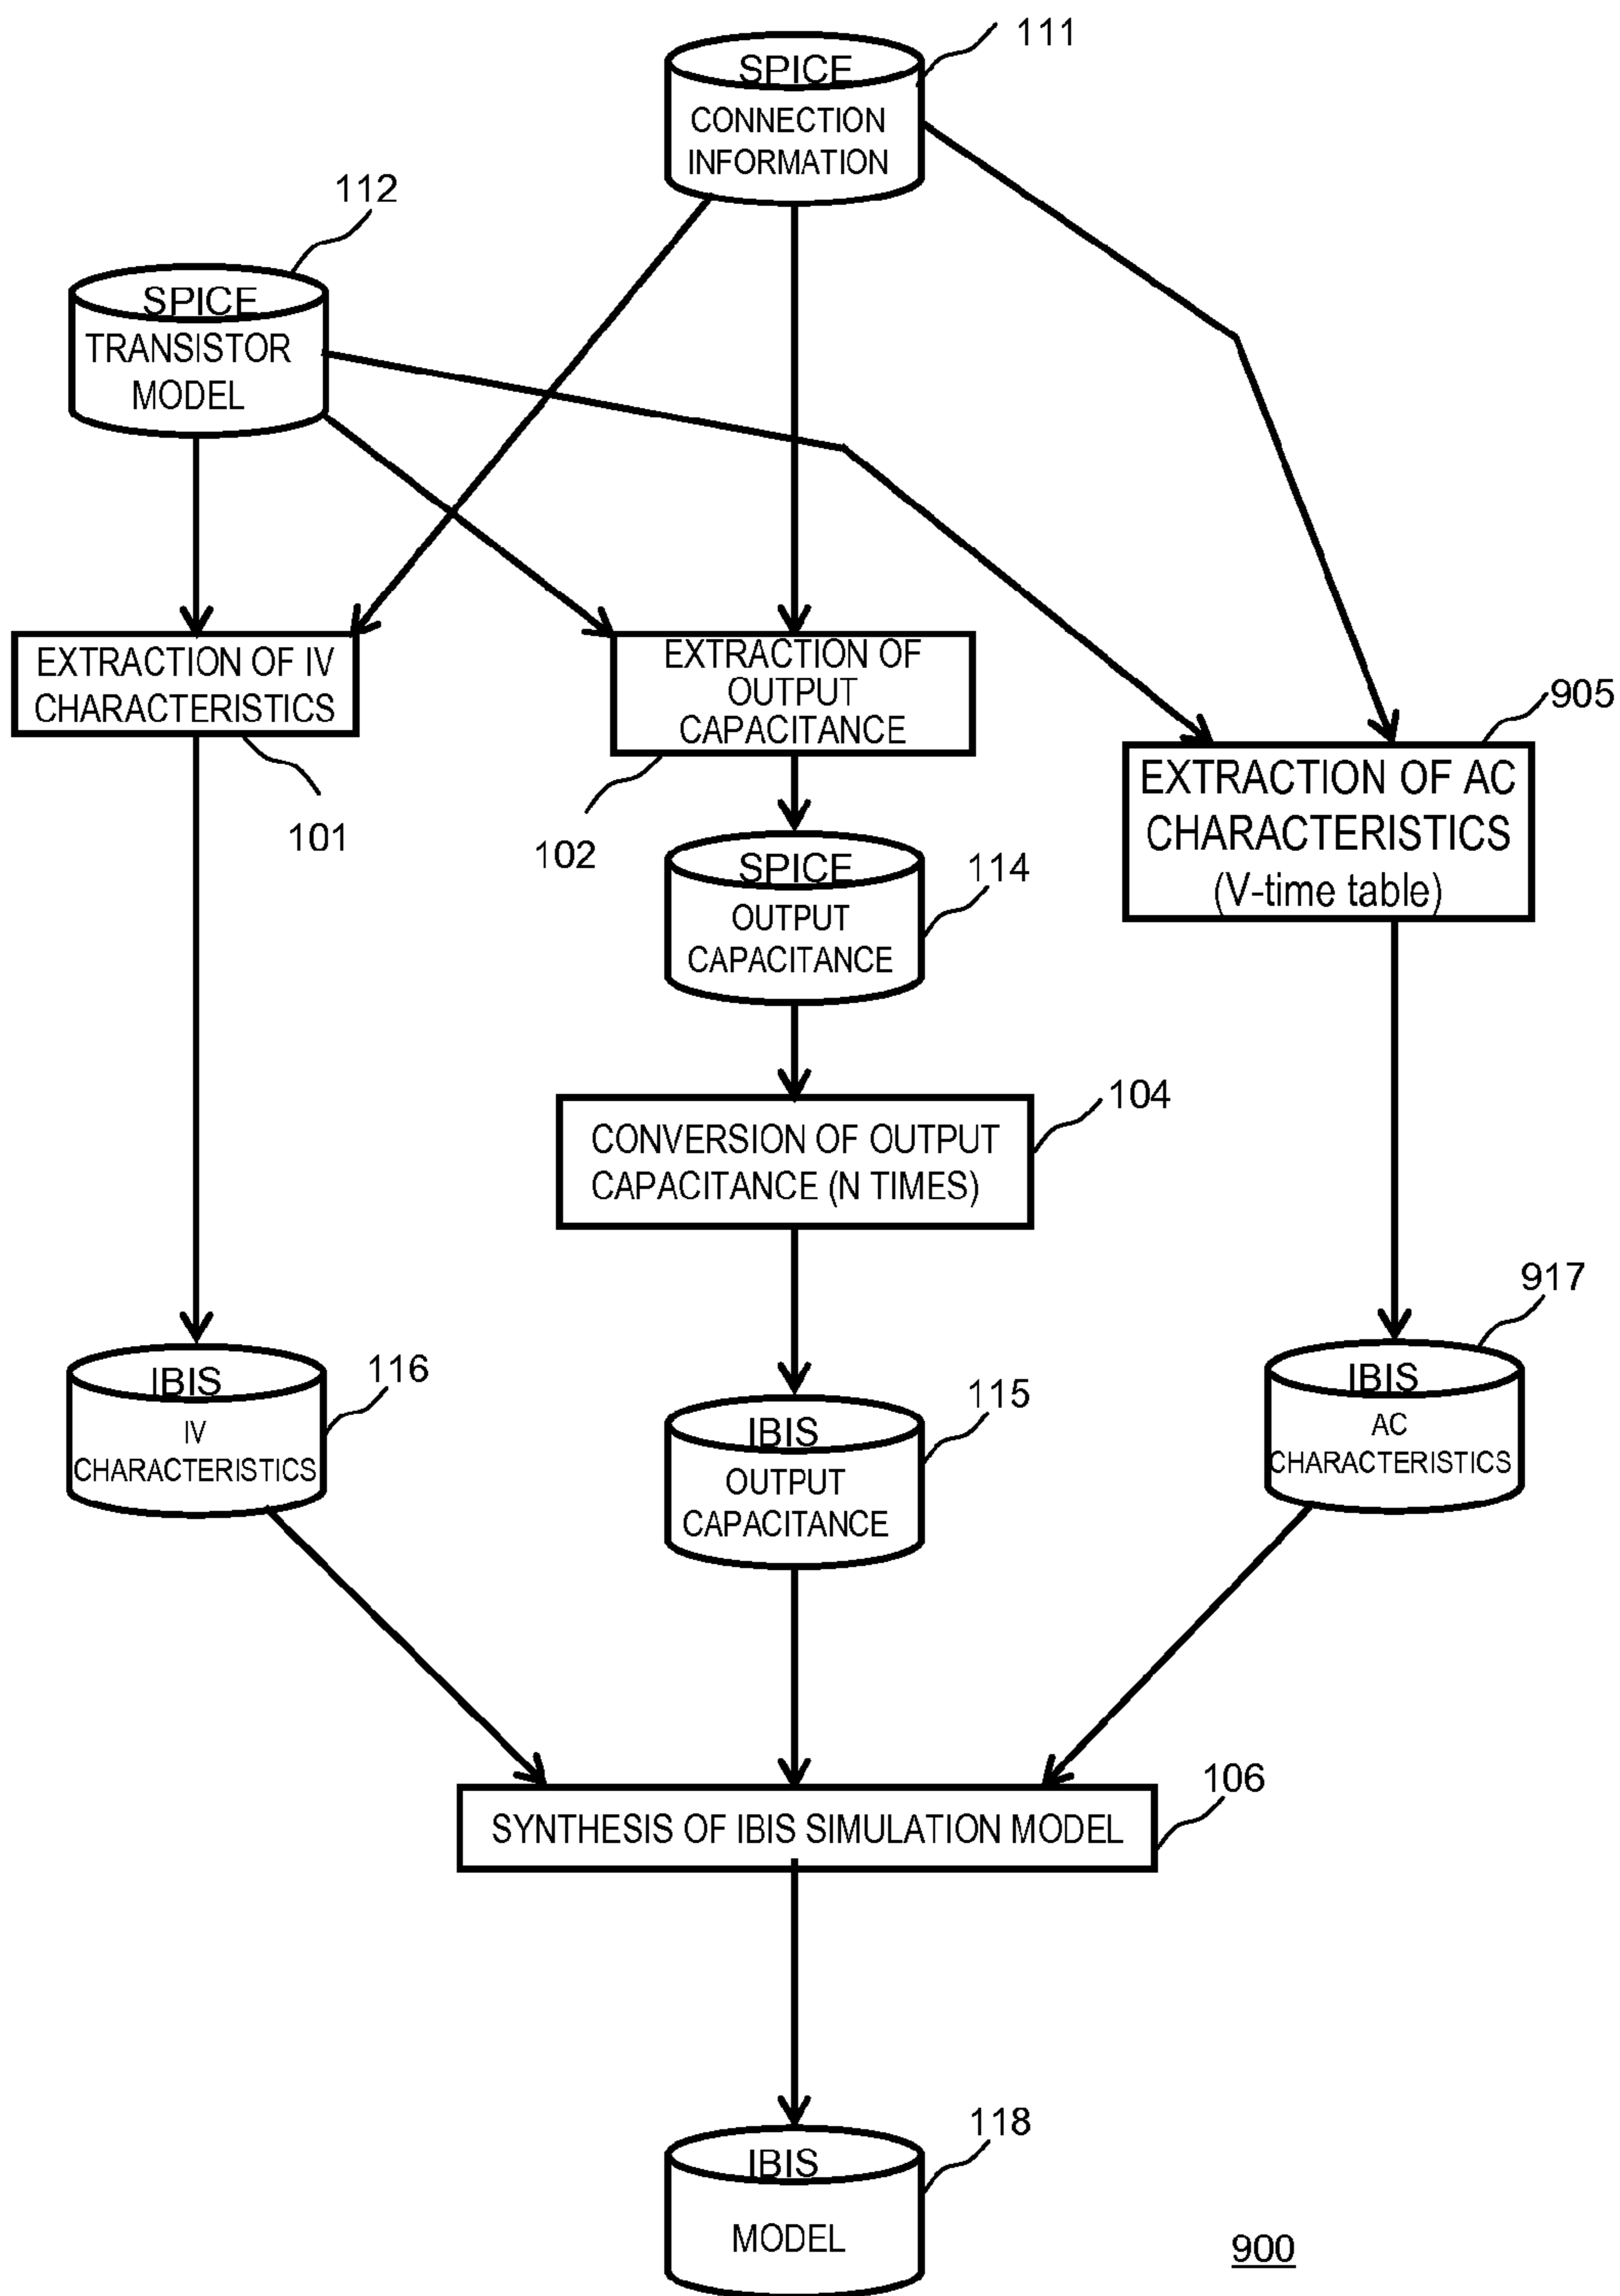 111
SPICE
CONNECTION
INFORMATION
112
SPICE
TRANSISTOR
MODEL
EXTRACTION OF IV
CHARACTERISTICS
101
EXTRACTION OF
OUTPUT
CAPACITANCE
102
905
EXTRACTION OF AC
CHARACTERISTICS
(V-time table)
SPICE
OUTPUT
CAPACITANCE
114
CONVERSION OF OUTPUT
CAPACITANCE (N TIMES)
104
IBIS
IV
CHARACTERISTICS
116
IBIS
OUTPUT
CAPACITANCE
115
917
IBIS
AC
CHARACTERISTICS
SYNTHESIS OF IBIS SIMULATION MODEL
106
IBIS
MODEL
118
900